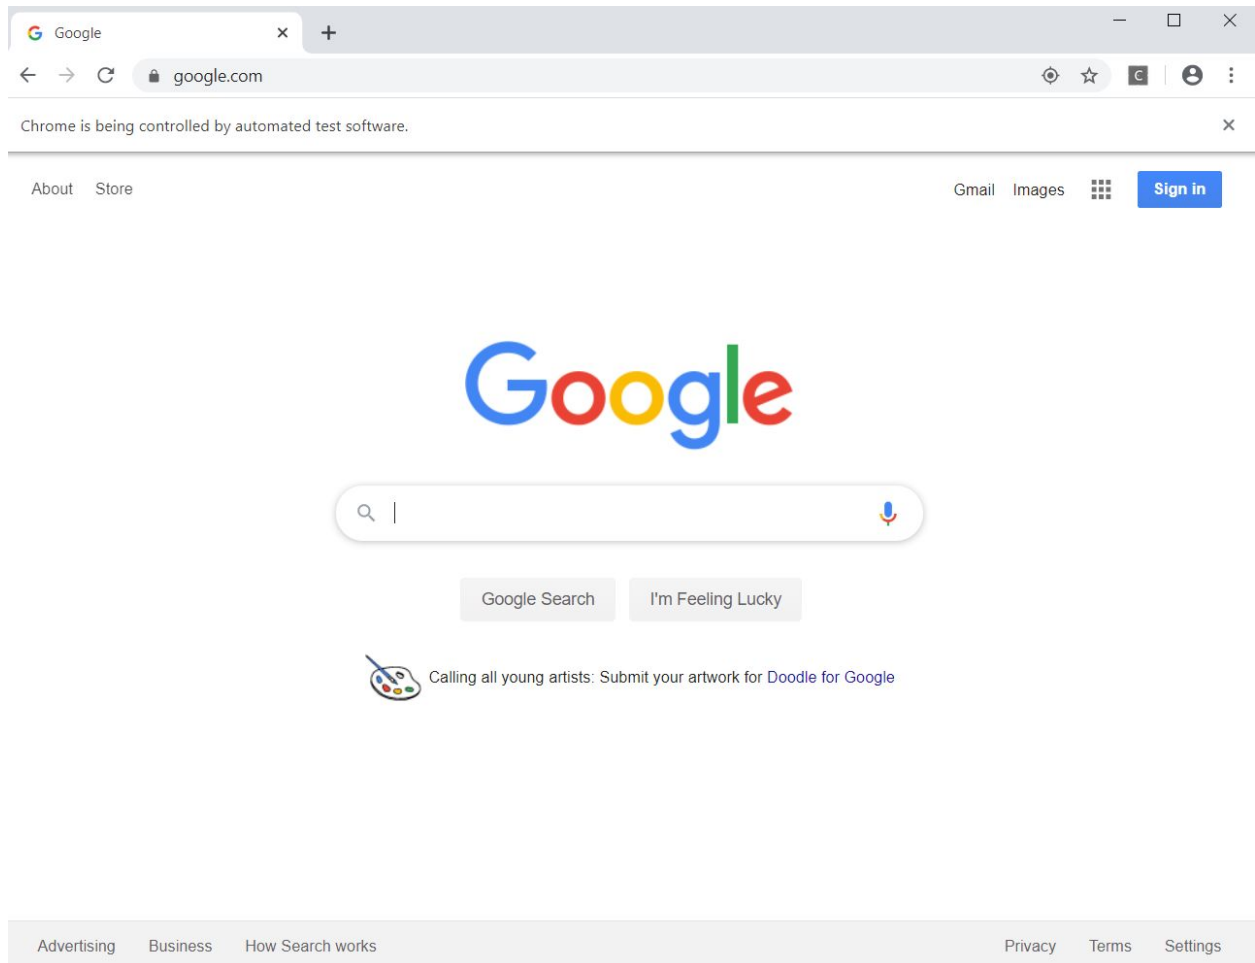 Google
google.com
Chrome is being controlled by automated test software.
About Store Gmail Images Sign in
Google
Google Search I'm Feeling Lucky
Calling all young artists: Submit your artwork for Doodle for Google
Advertising Business How Search works Privacy Terms Settings